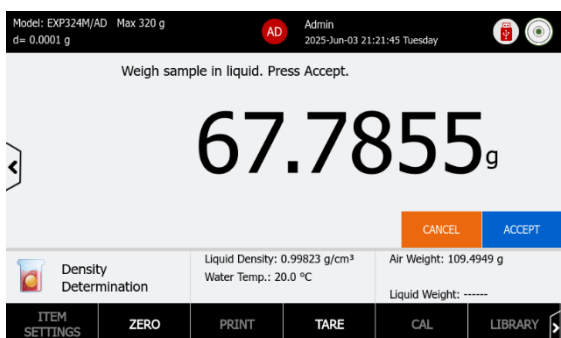 Model: EXP324M/AD Max 320 g
d= 0.0001 g
AD
Admin
2025-Jun-03 21:21:45 Tuesday
Weigh sample in liquid. Press Accept.
67.7855 g
CANCEL
ACCEPT
Density
Determination
Liquid Density: 0.99823 g/cm³
Water Temp.: 20.0 °C
Air Weight: 109.4949 g
Liquid Weight: ------
ITEM
SETTINGS
ZERO
PRINT
TARE
CAL
LIBRARY